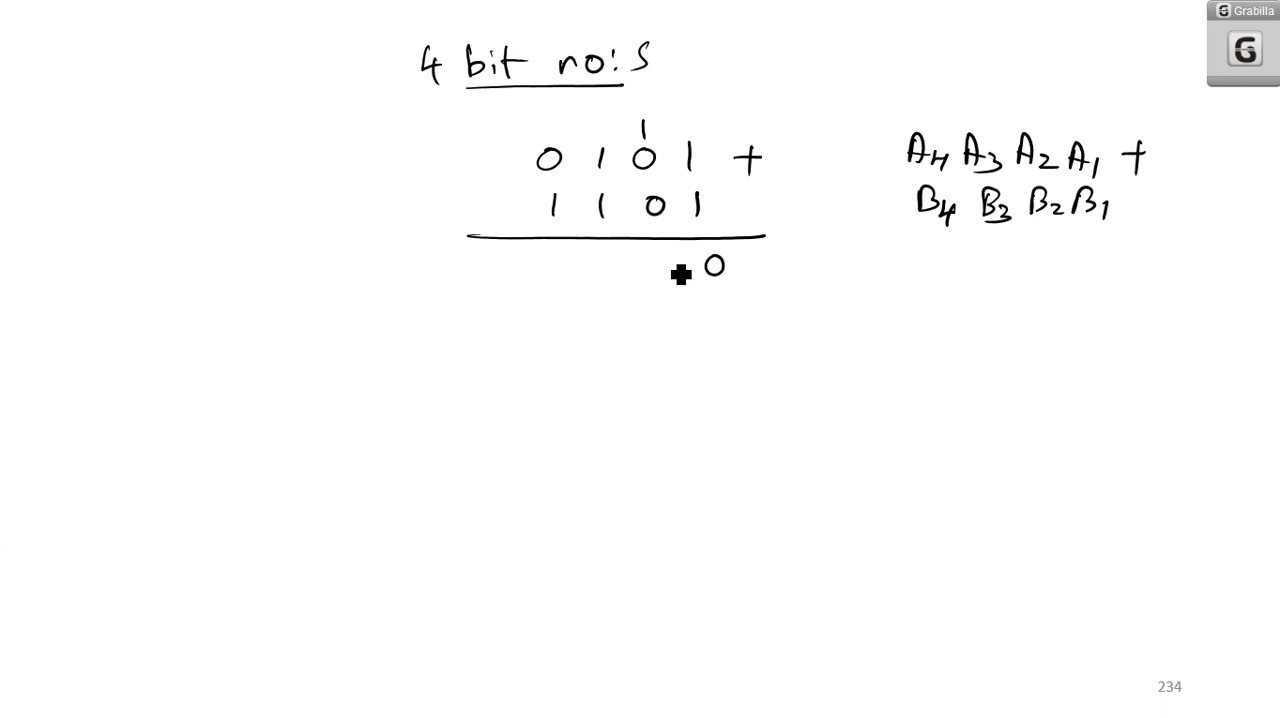 Grabilla
4 bit no:s
1
0 1 0 1 +
1 1 0 1
0
A4 A3 A2 A1 +
B4 B3 B2 B1
234